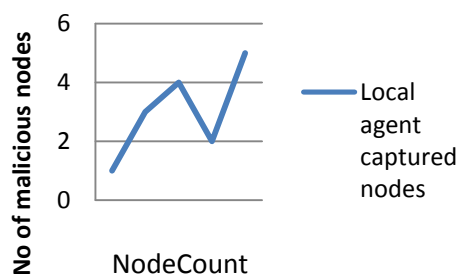 No of malicious nodes
6
4
2
0
NodeCount
Local
agent
captured
nodes